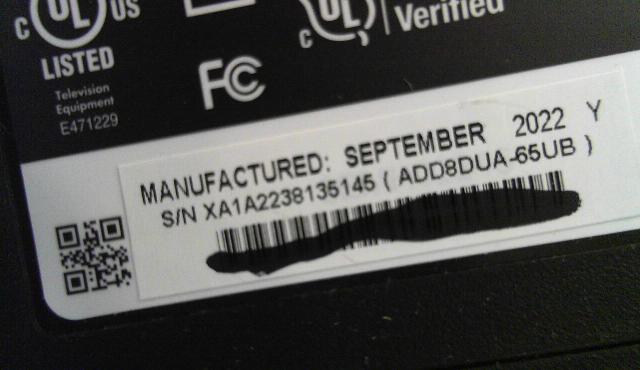 C UL US
LISTED
Television
Equipment
E471229
FC
C UL
Verified
MANUFACTURED: SEPTEMBER 2022 Y
S/N XA1A2238135145 ( ADD8DUA-65UB )